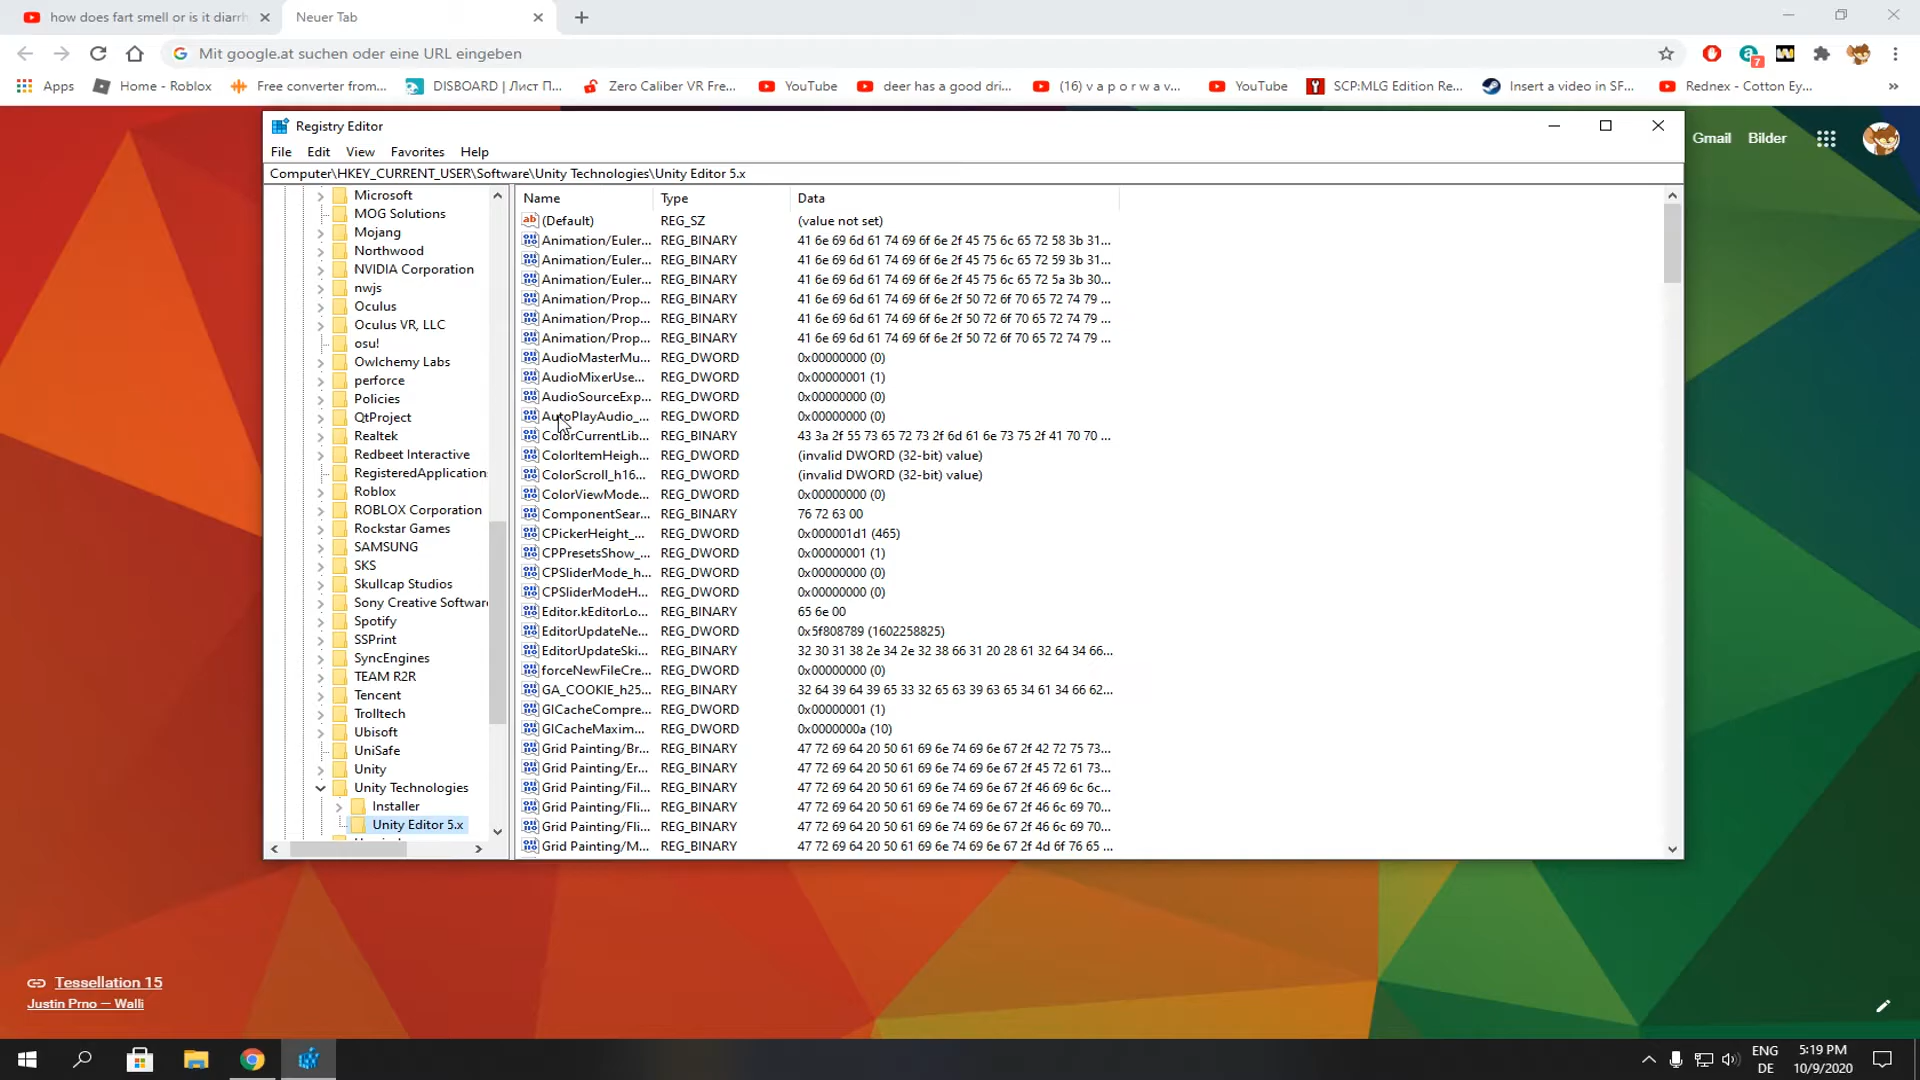 how does fart smell or is it diarrh
Neuer Tab
Mit google.at suchen oder eine URL eingeben
7
Apps
Home - Roblox
Free converter from...
DISBOARD | Лист П...
Zero Caliber VR Fre...
YouTube
deer has a good dri...
(16) v a p o r w a v...
YouTube
SCP:MLG Edition Re...
Insert a video in SF...
Rednex - Cotton Ey...
Gmail Bilder
Registry Editor
File Edit View Favorites Help
Computer\HKEY_CURRENT_USER\Software\Unity Technologies\Unity Editor 5.x
Microsoft
MOG Solutions
Mojang
Northwood
NVIDIA Corporation
nwjs
Oculus
Oculus VR, LLC
osu!
Owlchemy Labs
perforce
Policies
QtProject
Realtek
Redbeet Interactive
RegisteredApplication:
Roblox
ROBLOX Corporation
Rockstar Games
SAMSUNG
SKS
Skullcap Studios
Sony Creative Softwar
Spotify
SSPrint
SyncEngines
TEAM R2R
Tencent
Trolltech
Ubisoft
UniSafe
Unity
Unity Technologies
Installer
Unity Editor 5.x
Name Type Data
(Default) REG_SZ (value not set)
Animation/Euler... REG_BINARY 41 6e 69 6d 61 74 69 6f 6e 2f 45 75 6c 65 72 58 3b 31...
Animation/Euler... REG_BINARY 41 6e 69 6d 61 74 69 6f 6e 2f 45 75 6c 65 72 59 3b 31...
Animation/Euler... REG_BINARY 41 6e 69 6d 61 74 69 6f 6e 2f 45 75 6c 65 72 5a 3b 30...
Animation/Prop... REG_BINARY 41 6e 69 6d 61 74 69 6f 6e 2f 50 72 6f 70 65 72 74 79 ...
Animation/Prop... REG_BINARY 41 6e 69 6d 61 74 69 6f 6e 2f 50 72 6f 70 65 72 74 79 ...
Animation/Prop... REG_BINARY 41 6e 69 6d 61 74 69 6f 6e 2f 50 72 6f 70 65 72 74 79 ...
AudioMasterMu... REG_DWORD 0x00000000 (0)
AudioMixerUse... REG_DWORD 0x00000001 (1)
AudioSourceExp... REG_DWORD 0x00000000 (0)
AutoPlayAudio_... REG_DWORD 0x00000000 (0)
ColorCurrentLib... REG_BINARY 43 3a 2f 55 73 65 72 73 2f 6d 61 6e 73 75 2f 41 70 70 ...
ColorItemHeigh... REG_DWORD (invalid DWORD (32-bit) value)
ColorScroll_h16... REG_DWORD (invalid DWORD (32-bit) value)
ColorViewMode... REG_DWORD 0x00000000 (0)
ComponentSear... REG_BINARY 76 72 63 00
CPickerHeight_... REG_DWORD 0x000001d1 (465)
CPPresetsShow_... REG_DWORD 0x00000001 (1)
CPSliderMode_h... REG_DWORD 0x00000000 (0)
CPSliderModeH... REG_DWORD 0x00000000 (0)
Editor.kEditorLo... REG_BINARY 65 6e 00
EditorUpdateNe... REG_DWORD 0x5f808789 (1602258825)
EditorUpdateSki... REG_BINARY 32 30 31 38 2e 34 2e 32 38 66 31 20 28 61 32 64 34 66...
forceNewFileCre... REG_DWORD 0x00000000 (0)
GA_COOKIE_h25... REG_BINARY 32 64 39 64 39 65 33 32 65 63 39 63 65 34 61 34 66 62...
GICacheCompre... REG_DWORD 0x00000001 (1)
GICacheMaxim... REG_DWORD 0x0000000a (10)
Grid Painting/Br... REG_BINARY 47 72 69 64 20 50 61 69 6e 74 69 6e 67 2f 42 72 75 73...
Grid Painting/Er... REG_BINARY 47 72 69 64 20 50 61 69 6e 74 69 6e 67 2f 45 72 61 73...
Grid Painting/Fil... REG_BINARY 47 72 69 64 20 50 61 69 6e 74 69 6e 67 2f 46 69 6c 6c...
Grid Painting/Fli... REG_BINARY 47 72 69 64 20 50 61 69 6e 74 69 6e 67 2f 46 6c 69 70...
Grid Painting/Fli... REG_BINARY 47 72 69 64 20 50 61 69 6e 74 69 6e 67 2f 46 6c 69 70...
Grid Painting/M... REG_BINARY 47 72 69 64 20 50 61 69 6e 74 69 6e 67 2f 4d 6f 76 65 ...
Tessellation 15
Justin Prno — Walli
ENG
DE
5:19 PM
10/9/2020